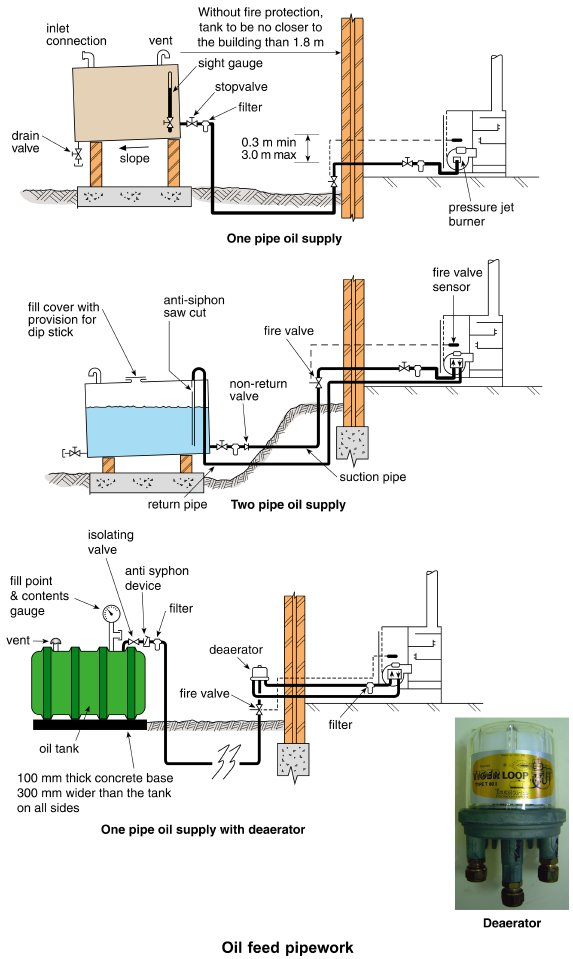 Without fire protection,
tank to be no closer to
the building than 1.8 m
inlet
connection
vent
sight gauge
stopvalve
filter
drain
valve
slope
0.3 m min
3.0 m max
pressure jet
burner
One pipe oil supply
fill cover with
provision for
dip stick
anti-siphon
saw cut
fire valve
fire valve
sensor
non-return
valve
suction pipe
return pipe
Two pipe oil supply
isolating
valve
anti syphon
device
fill point
& contents
gauge
filter
vent
deaerator
fire valve
filter
oil tank
100 mm thick concrete base
300 mm wider than the tank
on all sides
One pipe oil supply with deaerator
LOOP
Deaerator
Oil feed pipework